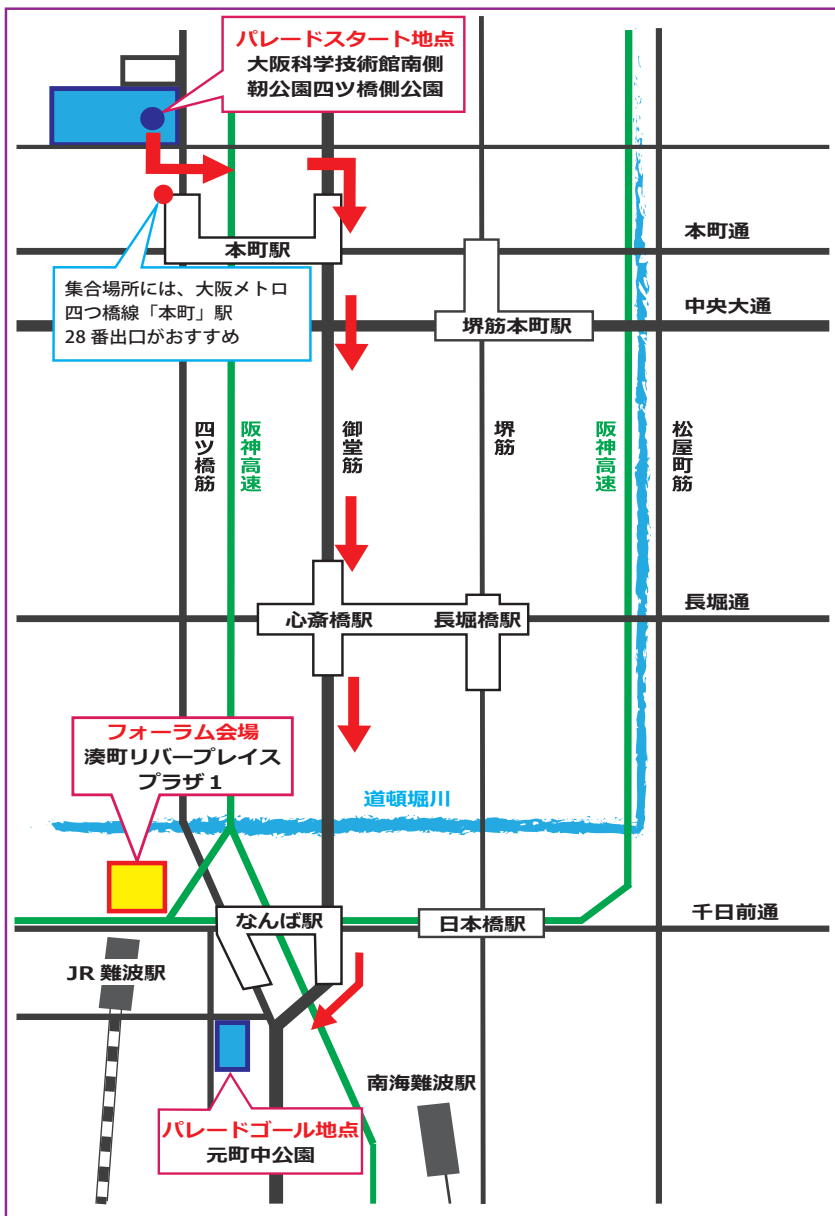 パレードスタート地点
大阪科学技術館南側
靭公園四ツ橋側公園
本町駅
本町通
集合場所には、大阪メトロ
四つ橋線「本町」駅
28 番出口がおすすめ
中央大通
堺筋本町駅
四ツ橋筋
阪神高速
御堂筋
堺筋
阪神高速
松屋町筋
心斎橋駅
長堀橋駅
長堀通
フォーラム会場
湊町リバープレイス
プラザ 1
道頓堀川
なんば駅
日本橋駅
千日前通
JR 難波駅
南海難波駅
パレードゴール地点
元町中公園